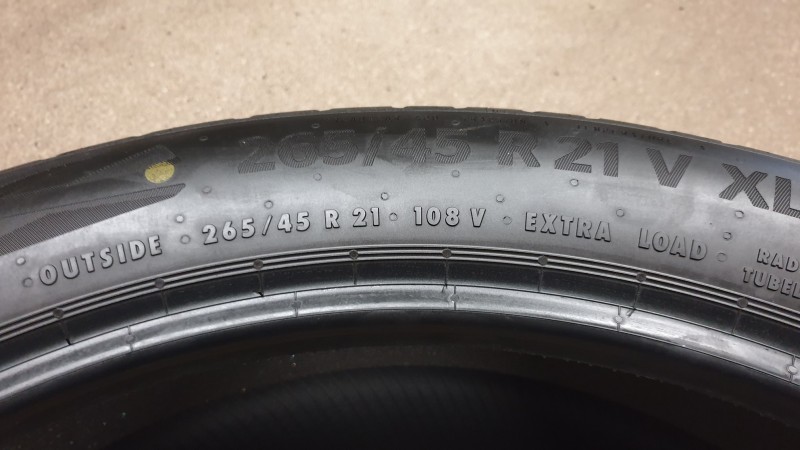 265/45 R 21 V XL
OUTSIDE 265/45 R 21 108 V EXTRA LOAD